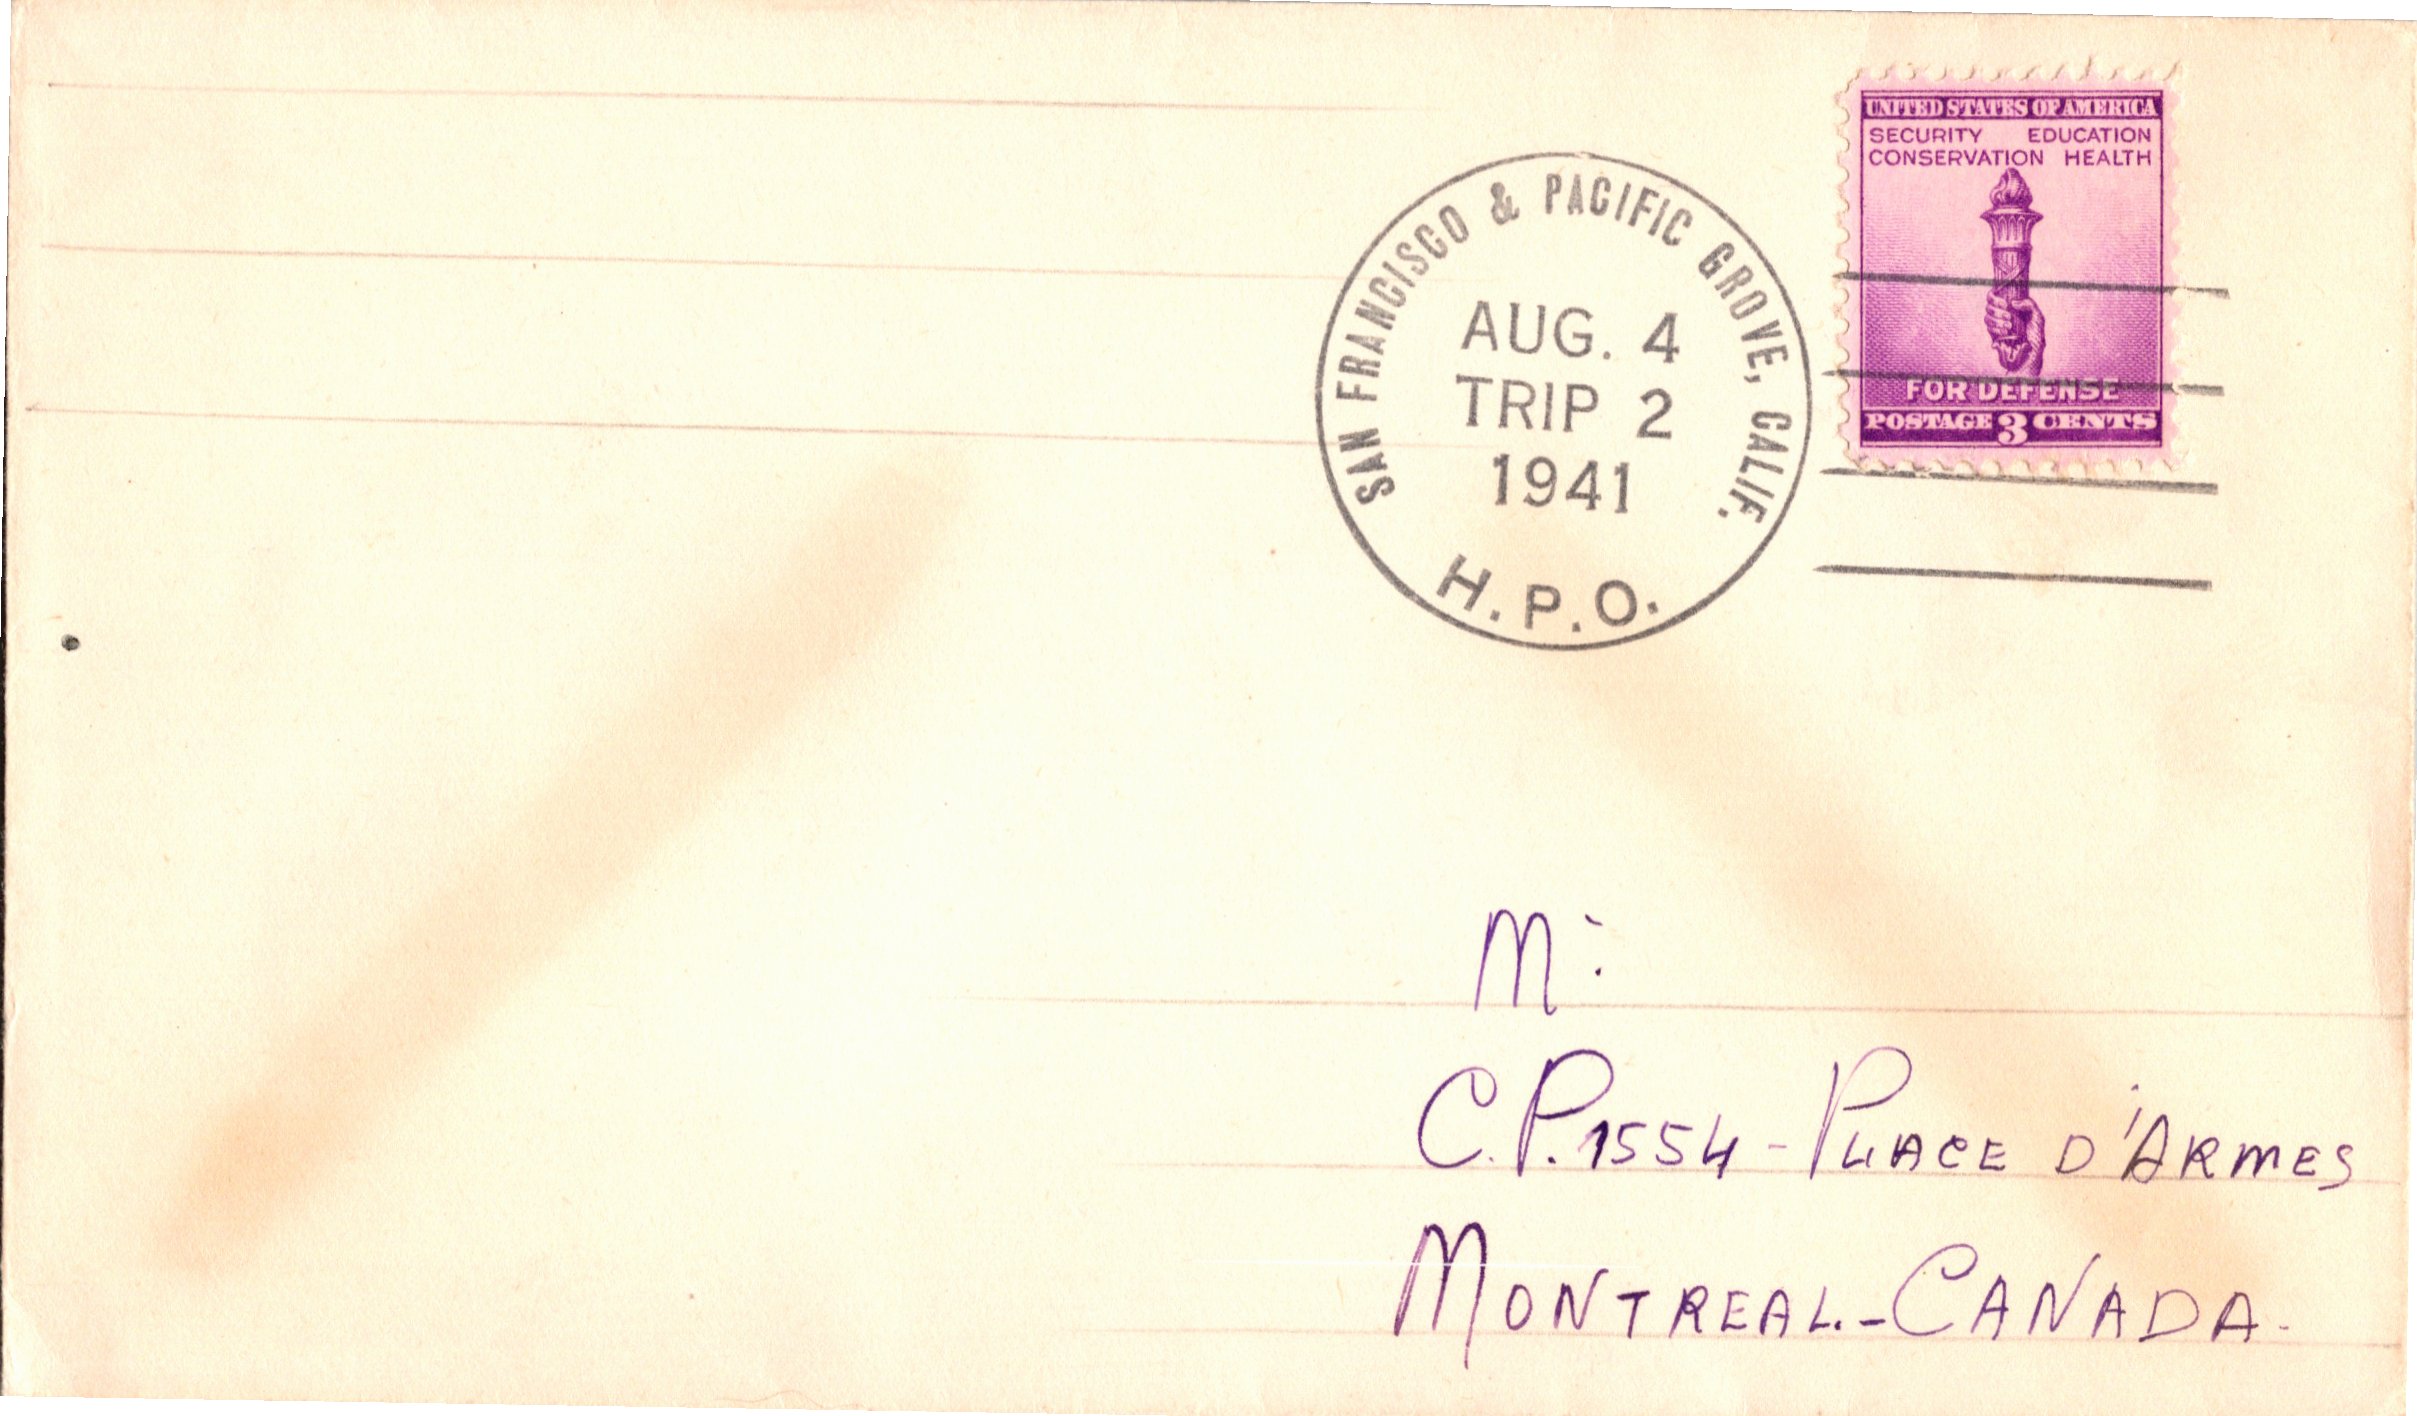 UNITED STATES OF AMERICA
SECURITY EDUCATION
CONSERVATION HEALTH
FOR DEFENSE
POSTAGE 3 CENTS
SAN FRANCISCO & PACIFIC GROVE, CALIF.
AUG. 4
TRIP 2
1941
H.P.O.
M:
C.P. 1554 - PLACE D'ARMES
MONTREAL.-CANADA.